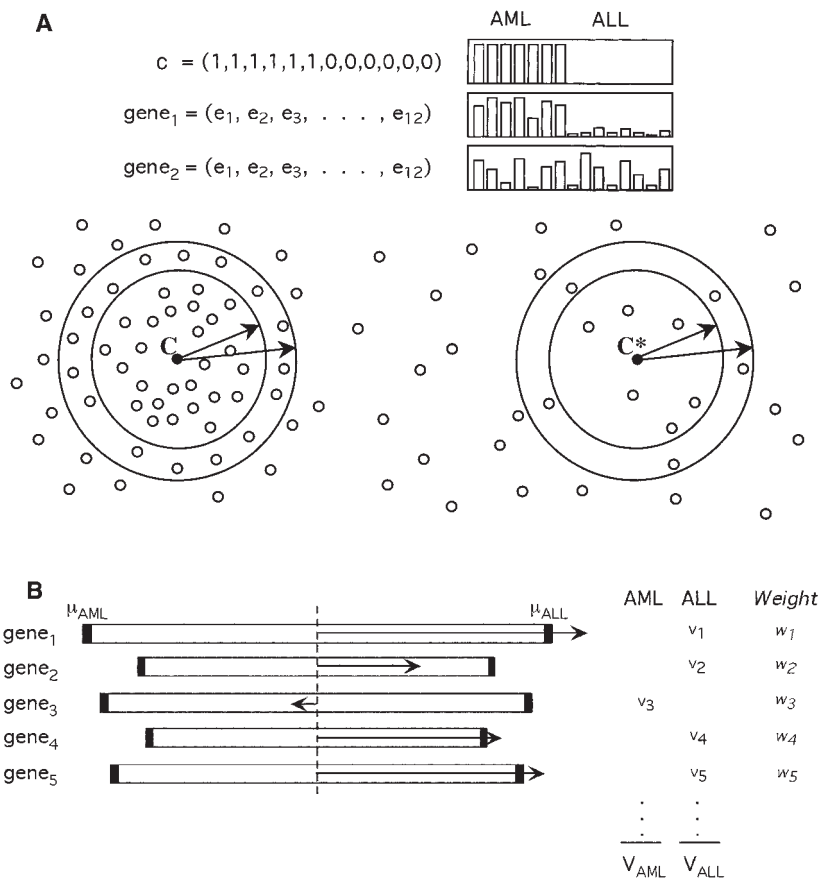 A
AML ALL
c = (1,1,1,1,1,1,0,0,0,0,0,0)
gene1 = (e1, e2, e3, . . . . , e12)
gene2 = (e1, e2, e3, . . . . , e12)
C
C*
B
μAML μALL AML ALL Weight
gene1 v1 w1
gene2 v2 w2
gene3 v3 w3
gene4 v4 w4
gene5 v5 w5
VAML VALL